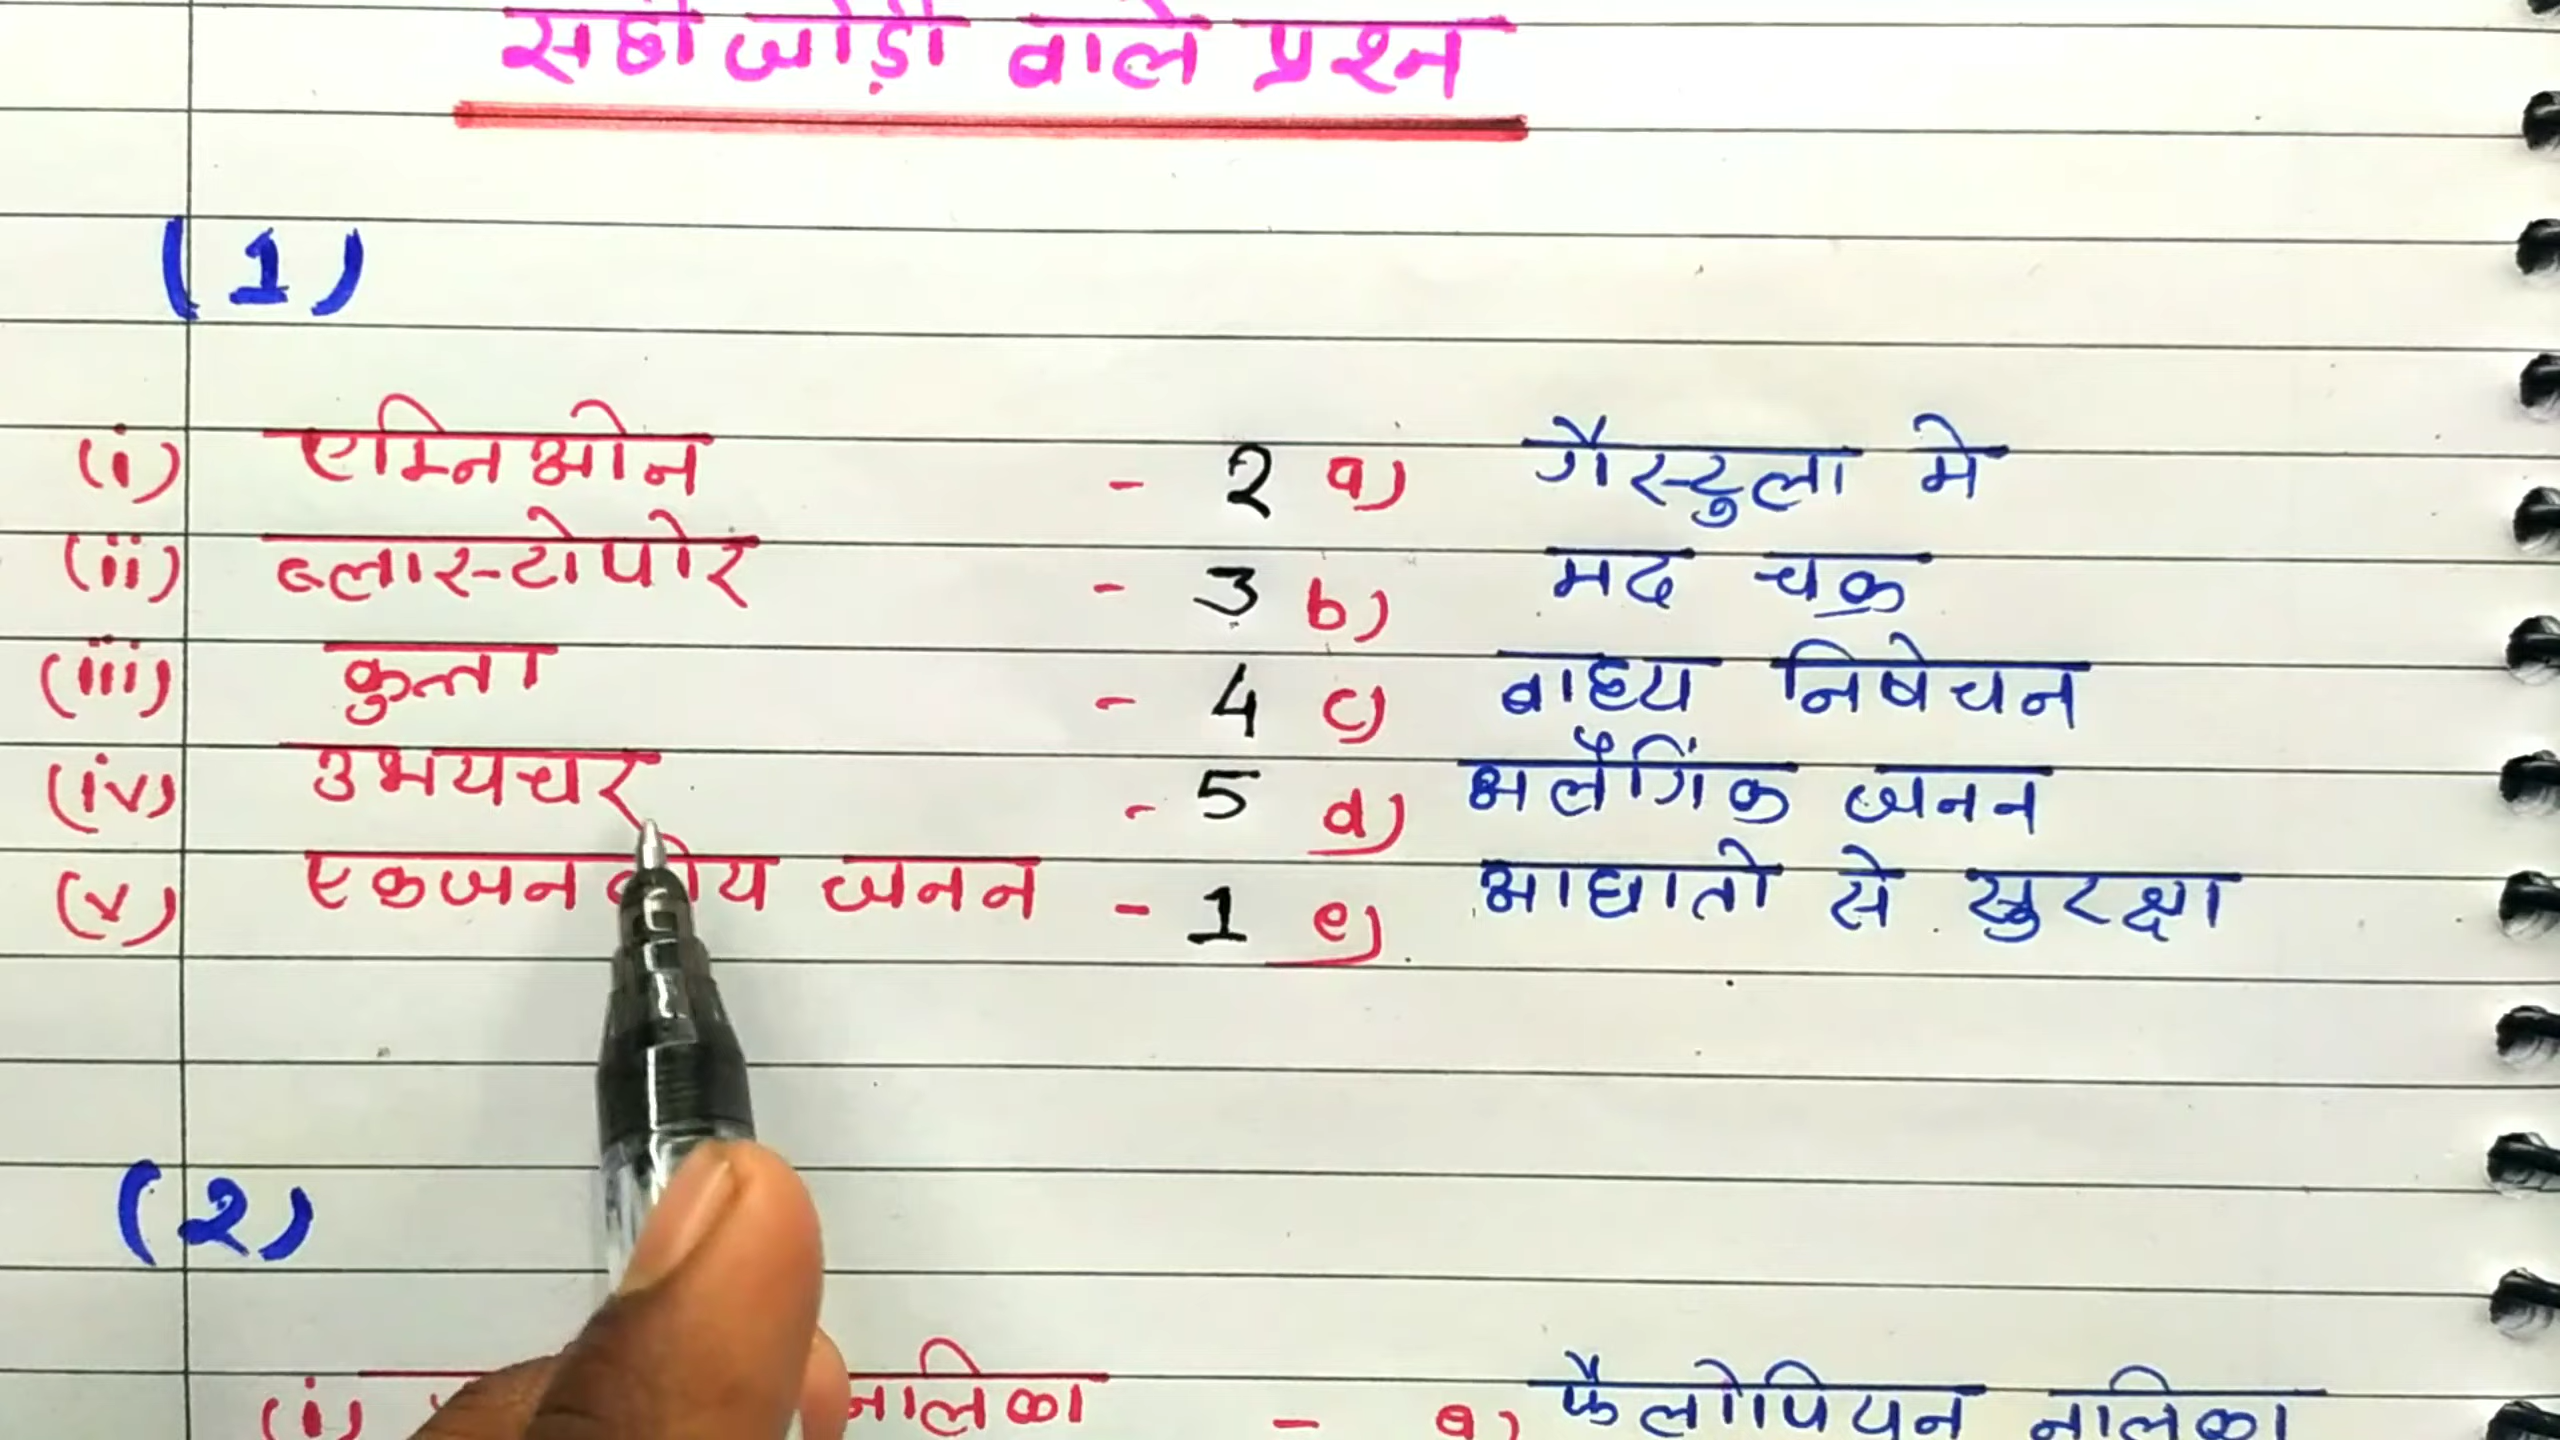 सही जोड़ी वाले प्रश्न
(1)
(i) एम्निओन - 2 a) गैस्टुला मे
(ii) ब्लास्टोपोर - 3 b) मद चक्र
(iii) कुत्ता - 4 c) बाह्य निषेचन
(iv) उभयचर - 5 d) अलैगिंक जनन
(v) एकजनकीय जनन - 1 e) आघातो से सुरक्षा
(2)
(i) नालिका - a) फैलोपियन नालिका